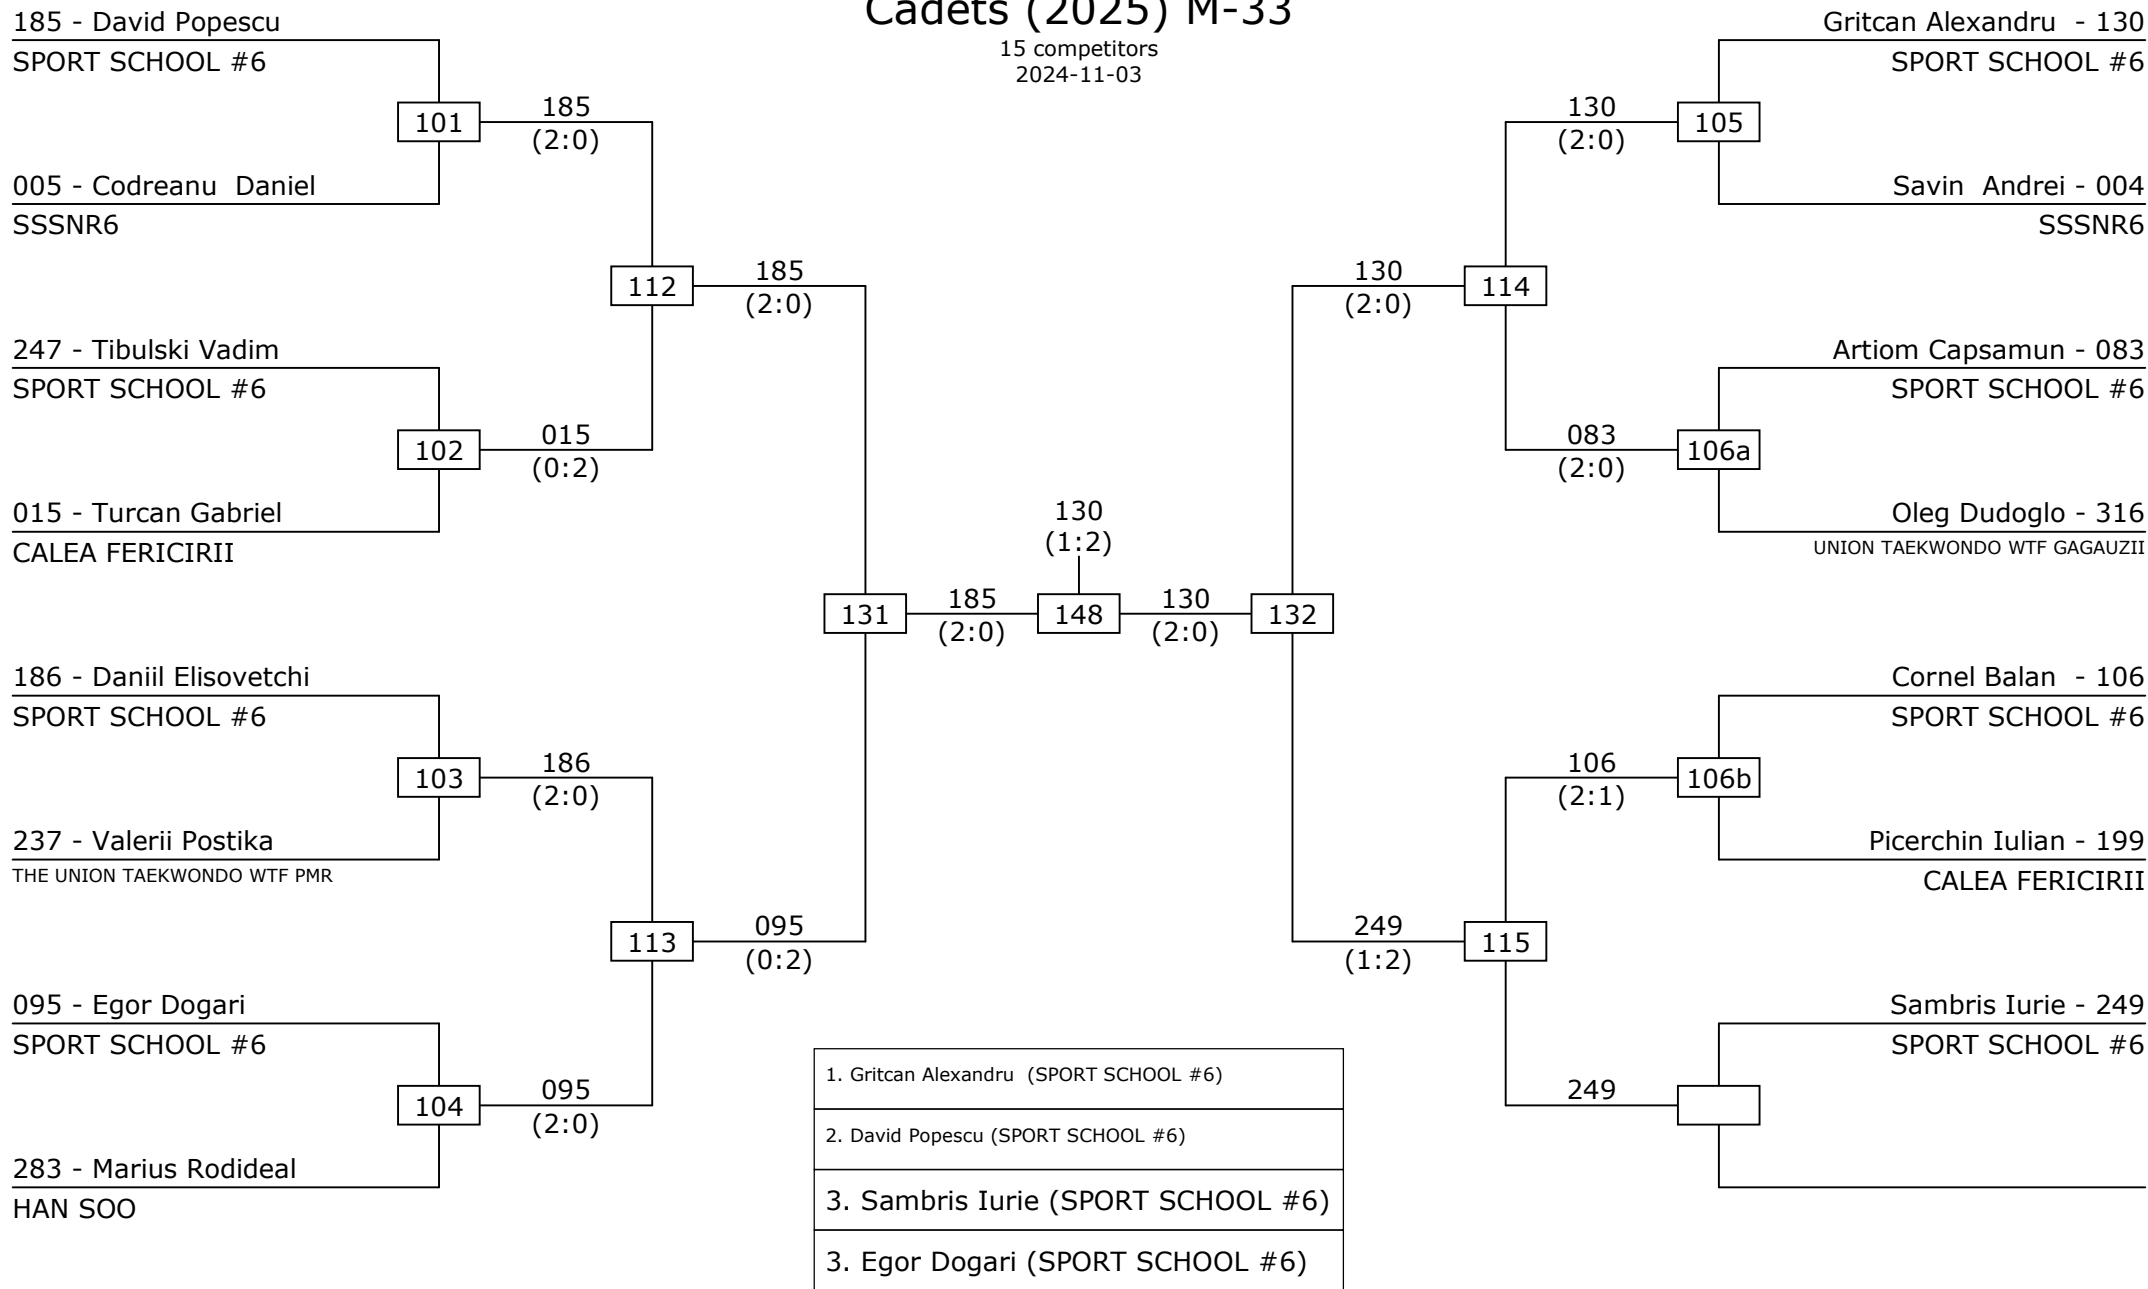 Cadets (2025) M-33
15 competitors
2024-11-03
185 - David Popescu
SPORT SCHOOL #6
101
185
(2:0)
005 - Codreanu  Daniel
SSSNR6
112
185
(2:0)
247 - Tibulski Vadim
SPORT SCHOOL #6
102
015
(0:2)
015 - Turcan Gabriel
CALEA FERICIRII
131
185
(2:0)
186 - Daniil Elisovetchi
SPORT SCHOOL #6
103
186
(2:0)
237 - Valerii Postika
THE UNION TAEKWONDO WTF PMR
113
095
(0:2)
095 - Egor Dogari
SPORT SCHOOL #6
104
095
(2:0)
283 - Marius Rodideal
HAN SOO
130
(1:2)
148
130
(2:0)
132
Gritcan Alexandru  - 130
SPORT SCHOOL #6
130
(2:0)
105
Savin  Andrei - 004
SSSNR6
130
(2:0)
114
Artiom Capsamun - 083
SPORT SCHOOL #6
083
(2:0)
106a
Oleg Dudoglo - 316
UNION TAEKWONDO WTF GAGAUZII
Cornel Balan  - 106
SPORT SCHOOL #6
106
(2:1)
106b
Picerchin Iulian - 199
CALEA FERICIRII
249
(1:2)
115
Sambris Iurie - 249
SPORT SCHOOL #6
249
1. Gritcan Alexandru  (SPORT SCHOOL #6)
2. David Popescu (SPORT SCHOOL #6)
3. Sambris Iurie (SPORT SCHOOL #6)
3. Egor Dogari (SPORT SCHOOL #6)